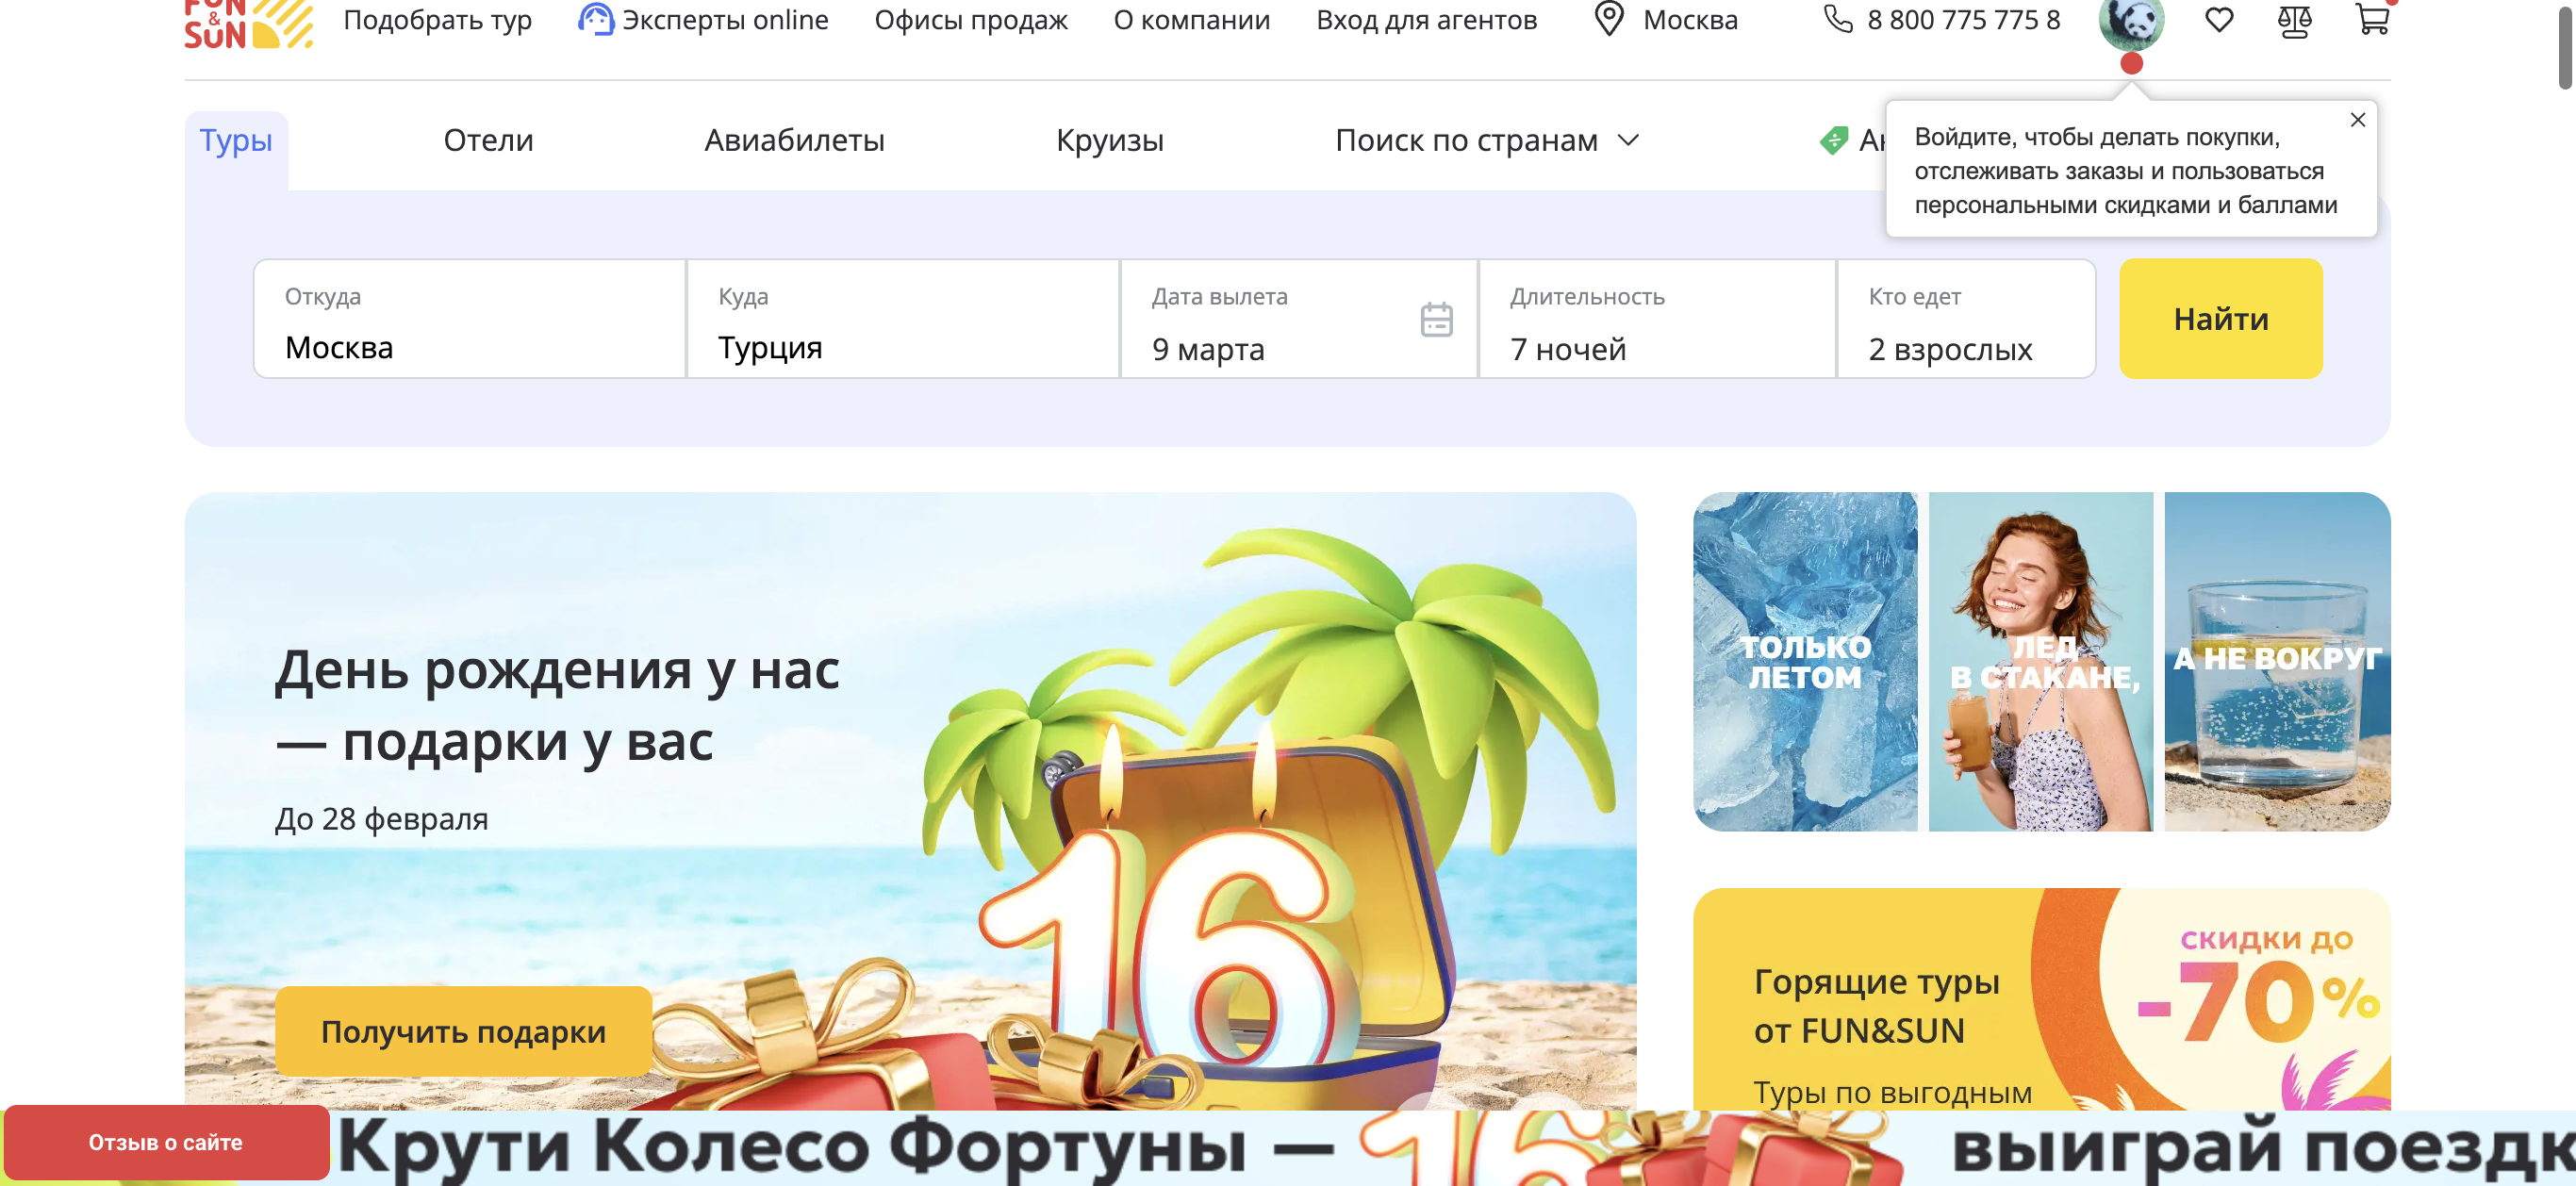 FUN
&
SUN
Подобрать тур
Эксперты online
Офисы продаж
О компании
Вход для агентов
Москва
8 800 775 775 8
Туры
Отели
Авиабилеты
Круизы
Поиск по странам
Войдите, чтобы делать покупки,
отслеживать заказы и пользоваться
персональными скидками и баллами
Откуда
Москва
Куда
Турция
Дата вылета
9 марта
Длительность
7 ночей
Кто едет
2 взрослых
Найти
День рождения у нас
— подарки у вас
До 28 февраля
Получить подарки
16
ТОЛЬКО
ЛЕТОМ
ЛЕД
В СТАКАНЕ,
А НЕ ВОКРУГ
Горящие туры
от FUN&SUN
Туры по выгодным
СКИДКИ ДО
-70%
Отзыв о сайте
Крути Колесо Фортуны — 16
выиграй поездк